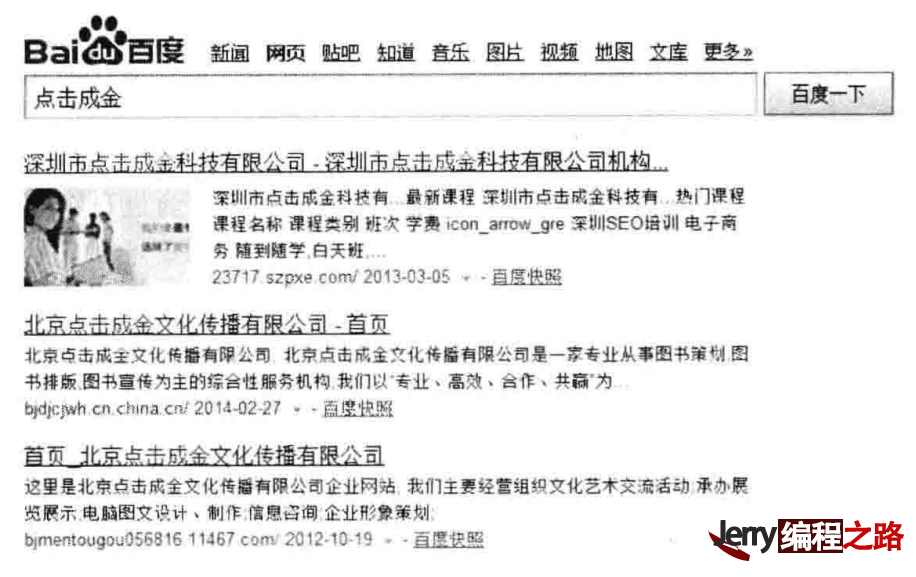 Bai du 百度 新闻 网页 贴吧 知道 音乐 图片 视频 地图 文库 更多»
点击成金 百度一下
深圳市点击成金科技有限公司 - 深圳市点击成金科技有限公司机构...
深圳市点击成金科技有...最新课程 深圳市点击成金科技有...热门课程
课程名称 课程类别 班次 学费 icon_arrow_gre 深圳SEO培训 电子商
务 随到随学,白天班,...
23717.szpxe.com/ 2013-03-05 - 百度快照
北京点击成金文化传播有限公司 - 首页
北京点击成金文化传播有限公司, 北京点击成金文化传播有限公司是一家专业从事图书策划,图
书排版,图书宣传为主的综合性服务机构,我们以“专业、高效、合作、共赢”为...
bjdjcjwh.cn.china.cn/ 2014-02-27 - 百度快照
首页_北京点击成金文化传播有限公司
这里是北京点击成金文化传播有限公司企业网站, 我们主要经营组织文化艺术交流活动;承办展
览展示;电脑图文设计、制作;信息咨询;企业形象策划;
bjmentougou056816.11467.com/ 2012-10-19 - 百度快照
Jerry编程之路